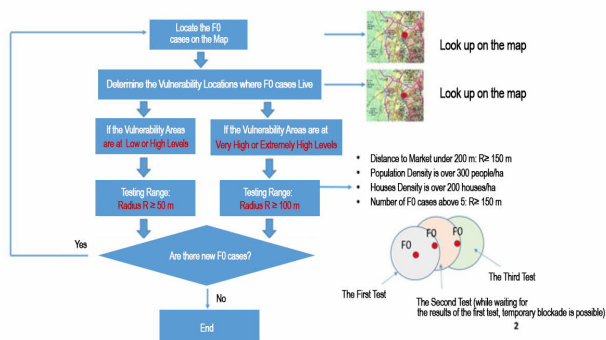 Locate the F0
cases on the Map
Look up on the map
Determine the Vulnerability Locations where F0 cases Live
Look up on the map
If the Vulnerability Areas
are at Low or High Levels
If the Vulnerability Areas are at
Very High or Extremely High Levels
Testing Range:
Radius R ≥ 50 m
Testing Range:
Radius R ≥ 100 m
• Distance to Market under 200 m: R≥ 150 m
• Population Density is over 300 people/ha
• Houses Density is over 200 houses/ha
• Number of F0 cases above 5: R≥ 150 m
Yes
Are there new F0 cases?
No
End
F0
F0
F0
The First Test
The Third Test
The Second Test (while waiting for
the results of the first test, temporary blockade is possible)
2